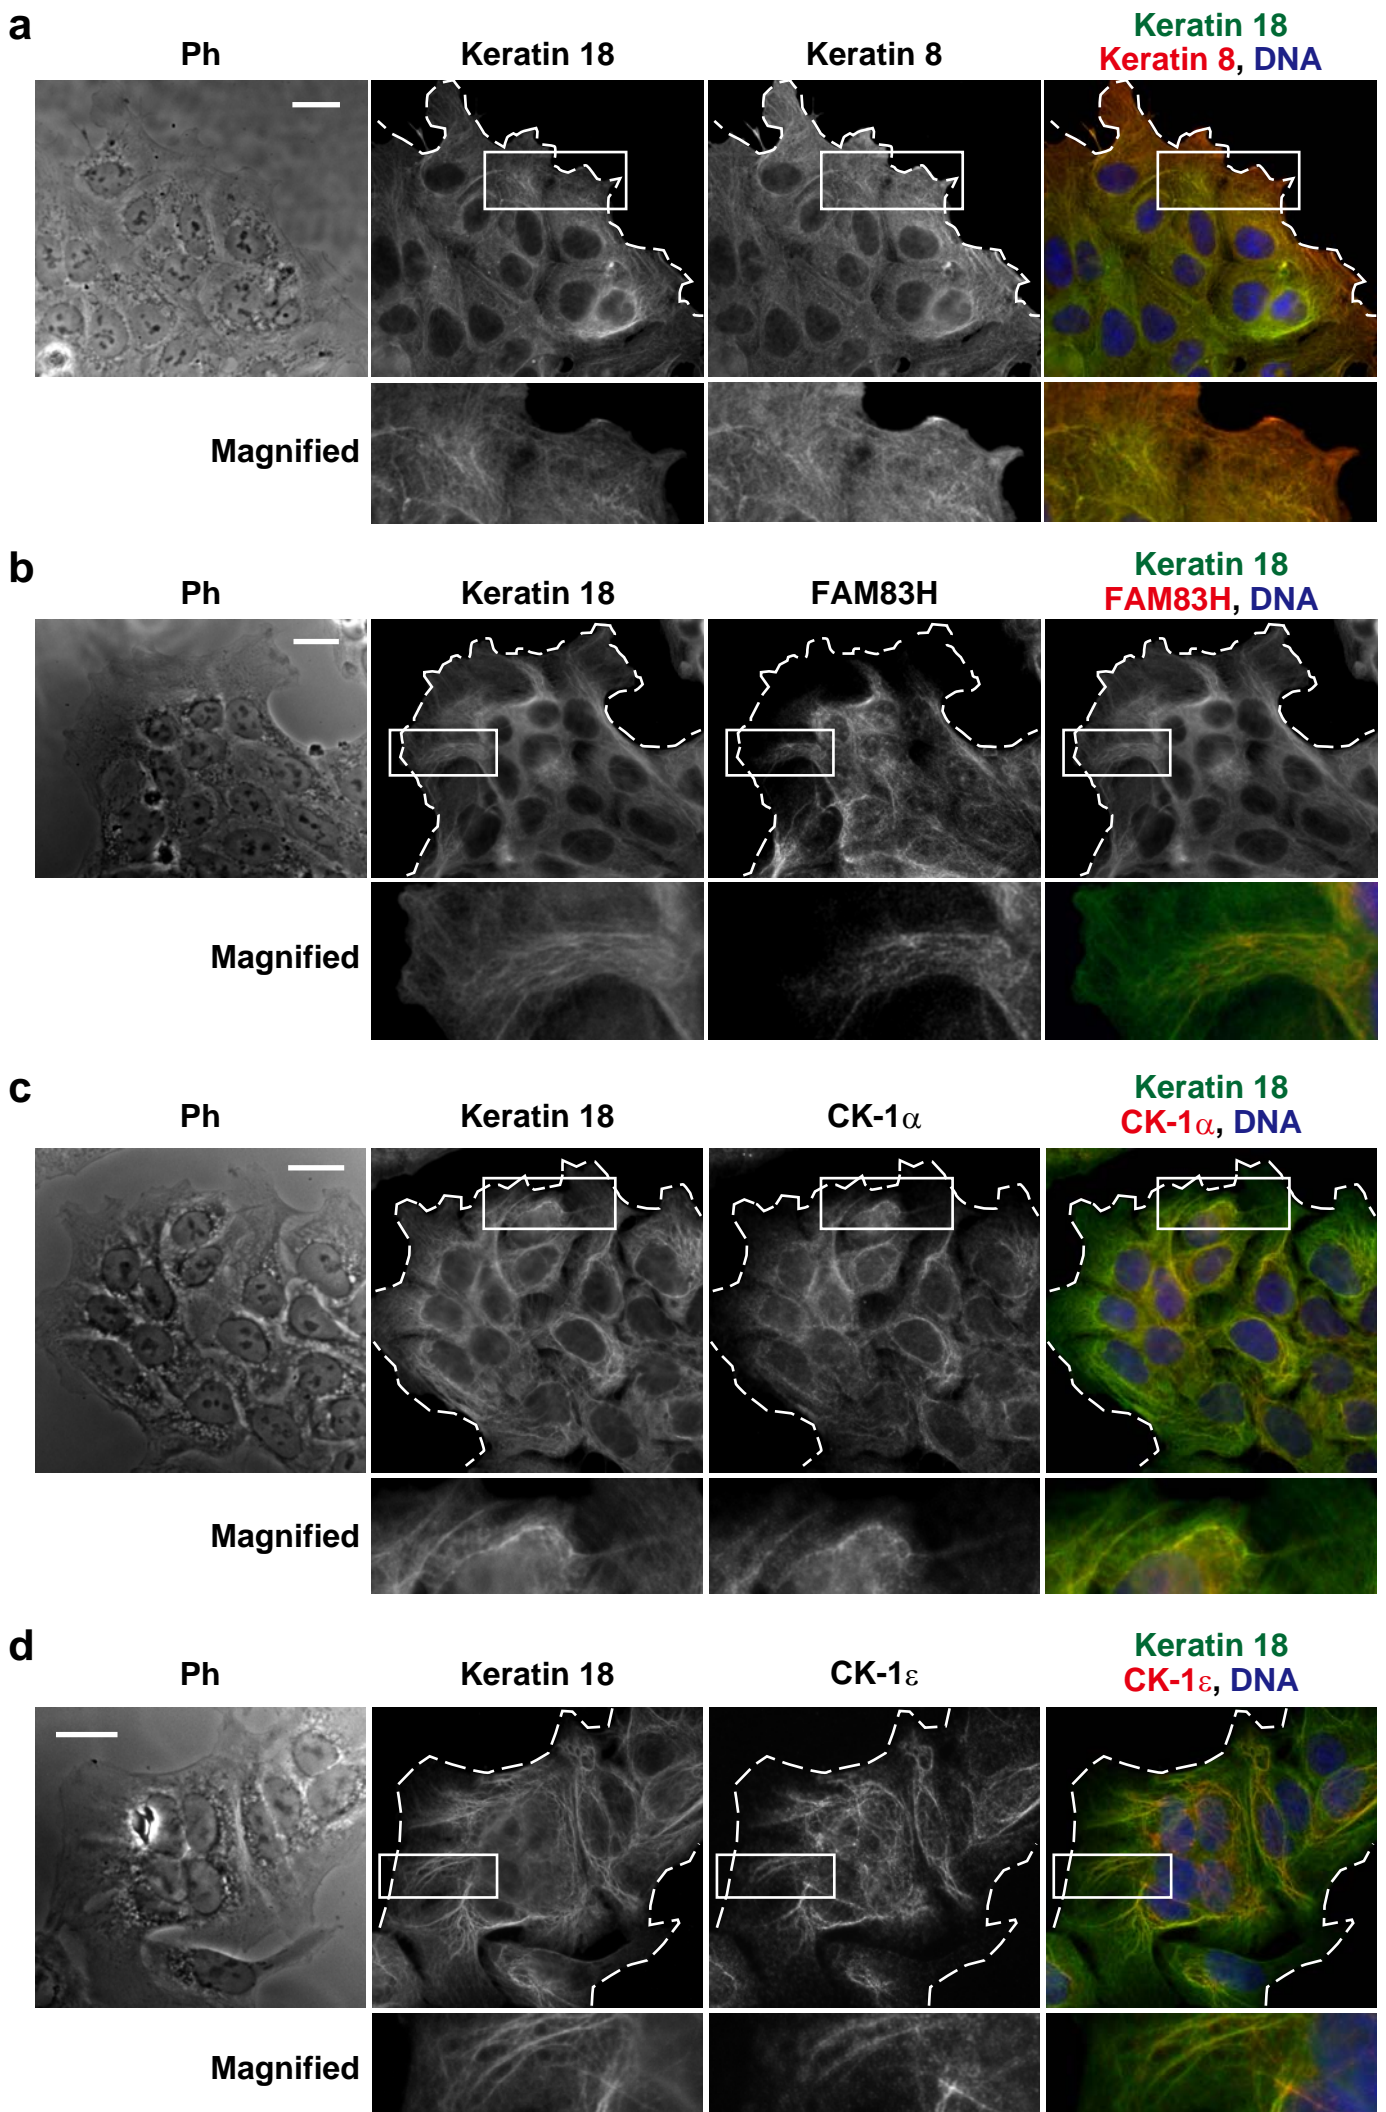 a
Ph
Keratin 18
Keratin 8
Keratin 18
Keratin 8, DNA
Magnified
b
Ph
Keratin 18
FAM83H
Keratin 18
FAM83H, DNA
Magnified
c
Ph
Keratin 18
CK-1α
Keratin 18
CK-1α, DNA
Magnified
d
Ph
Keratin 18
CK-1ε
Keratin 18
CK-1ε, DNA
Magnified